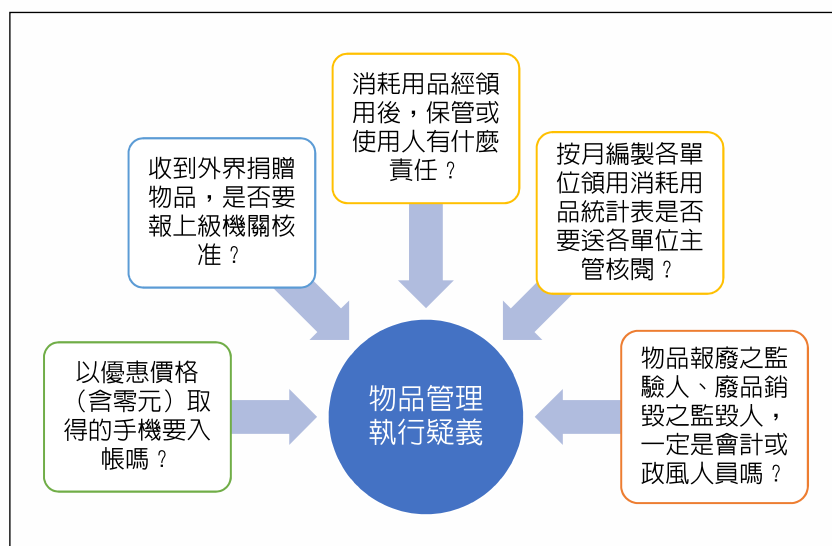 消耗用品經領
用後，保管或
使用人有什麼
責任？
收到外界捐贈
物品，是否要
報上級機關核
准？
按月編製各單
位領用消耗用
品統計表是否
要送各單位主
管核閱？
以優惠價格
（含零元）取
得的手機要入
帳嗎？
物品管理
執行疑義
物品報廢之監
驗人、廢品銷
毀之監毀人，
一定是會計或
政風人員嗎？